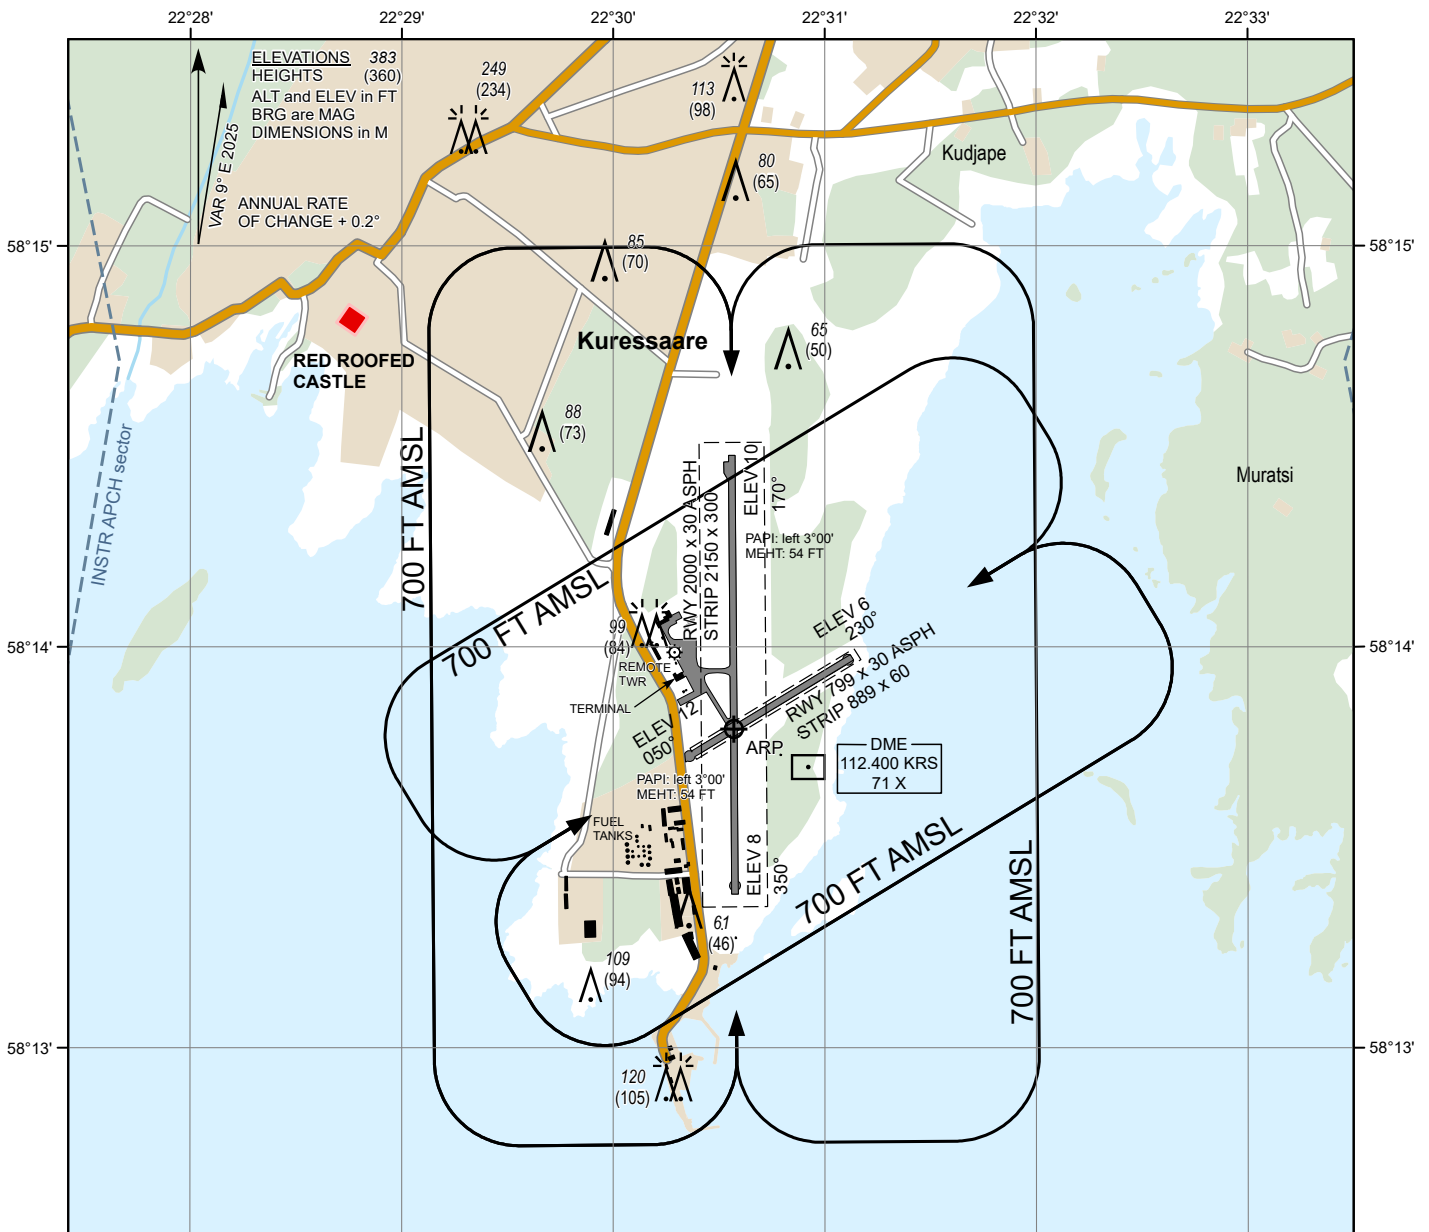 22°28'
22°29'
22°30'
22°31'
22°32'
22°33'
ELEVATIONS 383
HEIGHTS (360)
ALT and ELEV in FT
BRG are MAG
DIMENSIONS in M
VAR 9° E 2025
ANNUAL RATE
OF CHANGE + 0.2°
249
(234)
113
(98)
80
(65)
Kudjape
58°15'
58°15'
85
(70)
Kuressaare
65
(50)
RED ROOFED
CASTLE
88
(73)
INSTR APCH sector
700 FT AMSL
Muratsi
RWY 2000 x 30 ASPH
STRIP 2150 x 300
ELEV 10
170°
PAPI: left 3°00'
MEHT: 54 FT
700 FT AMSL
99
(84)
58°14'
58°14'
REMOTE
TWR
TERMINAL
ELEV 6
230°
RWY 799 x 30 ASPH
STRIP 889 x 60
ELEV 12
050°
ARP
DME
112.400 KRS
71 X
PAPI: left 3°00'
MEHT: 54 FT
FUEL
TANKS
ELEV 8
350°
700 FT AMSL
700 FT AMSL
61
(46)
109
(94)
58°13'
58°13'
120
(105)